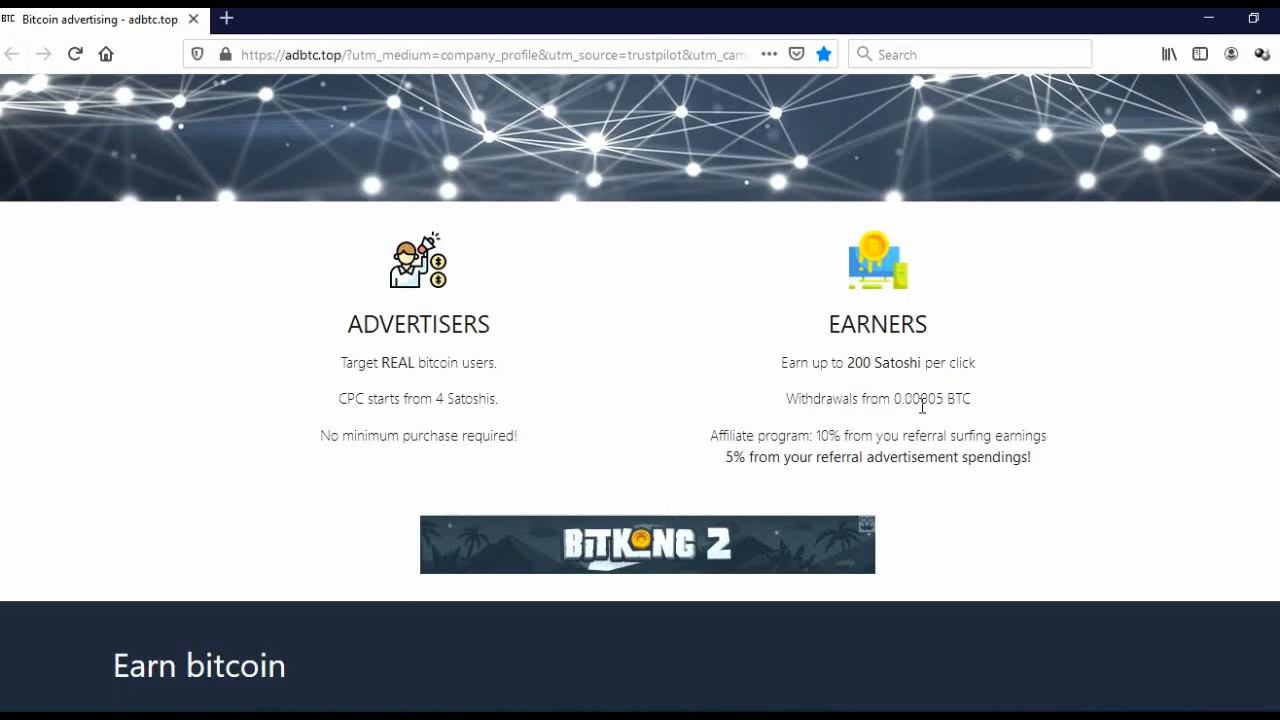 BTC Bitcoin advertising - adbtc.top
https://adbtc.top/?utm_medium=company_profile&utm_source=trustpilot&utm_cam
Search
ADVERTISERS
Target REAL bitcoin users.
CPC starts from 4 Satoshis.
No minimum purchase required!
EARNERS
Earn up to 200 Satoshi per click
Withdrawals from 0.00005 BTC
Affiliate program: 10% from you referral surfing earnings
5% from your referral advertisement spendings!
BITKONG 2
Earn bitcoin